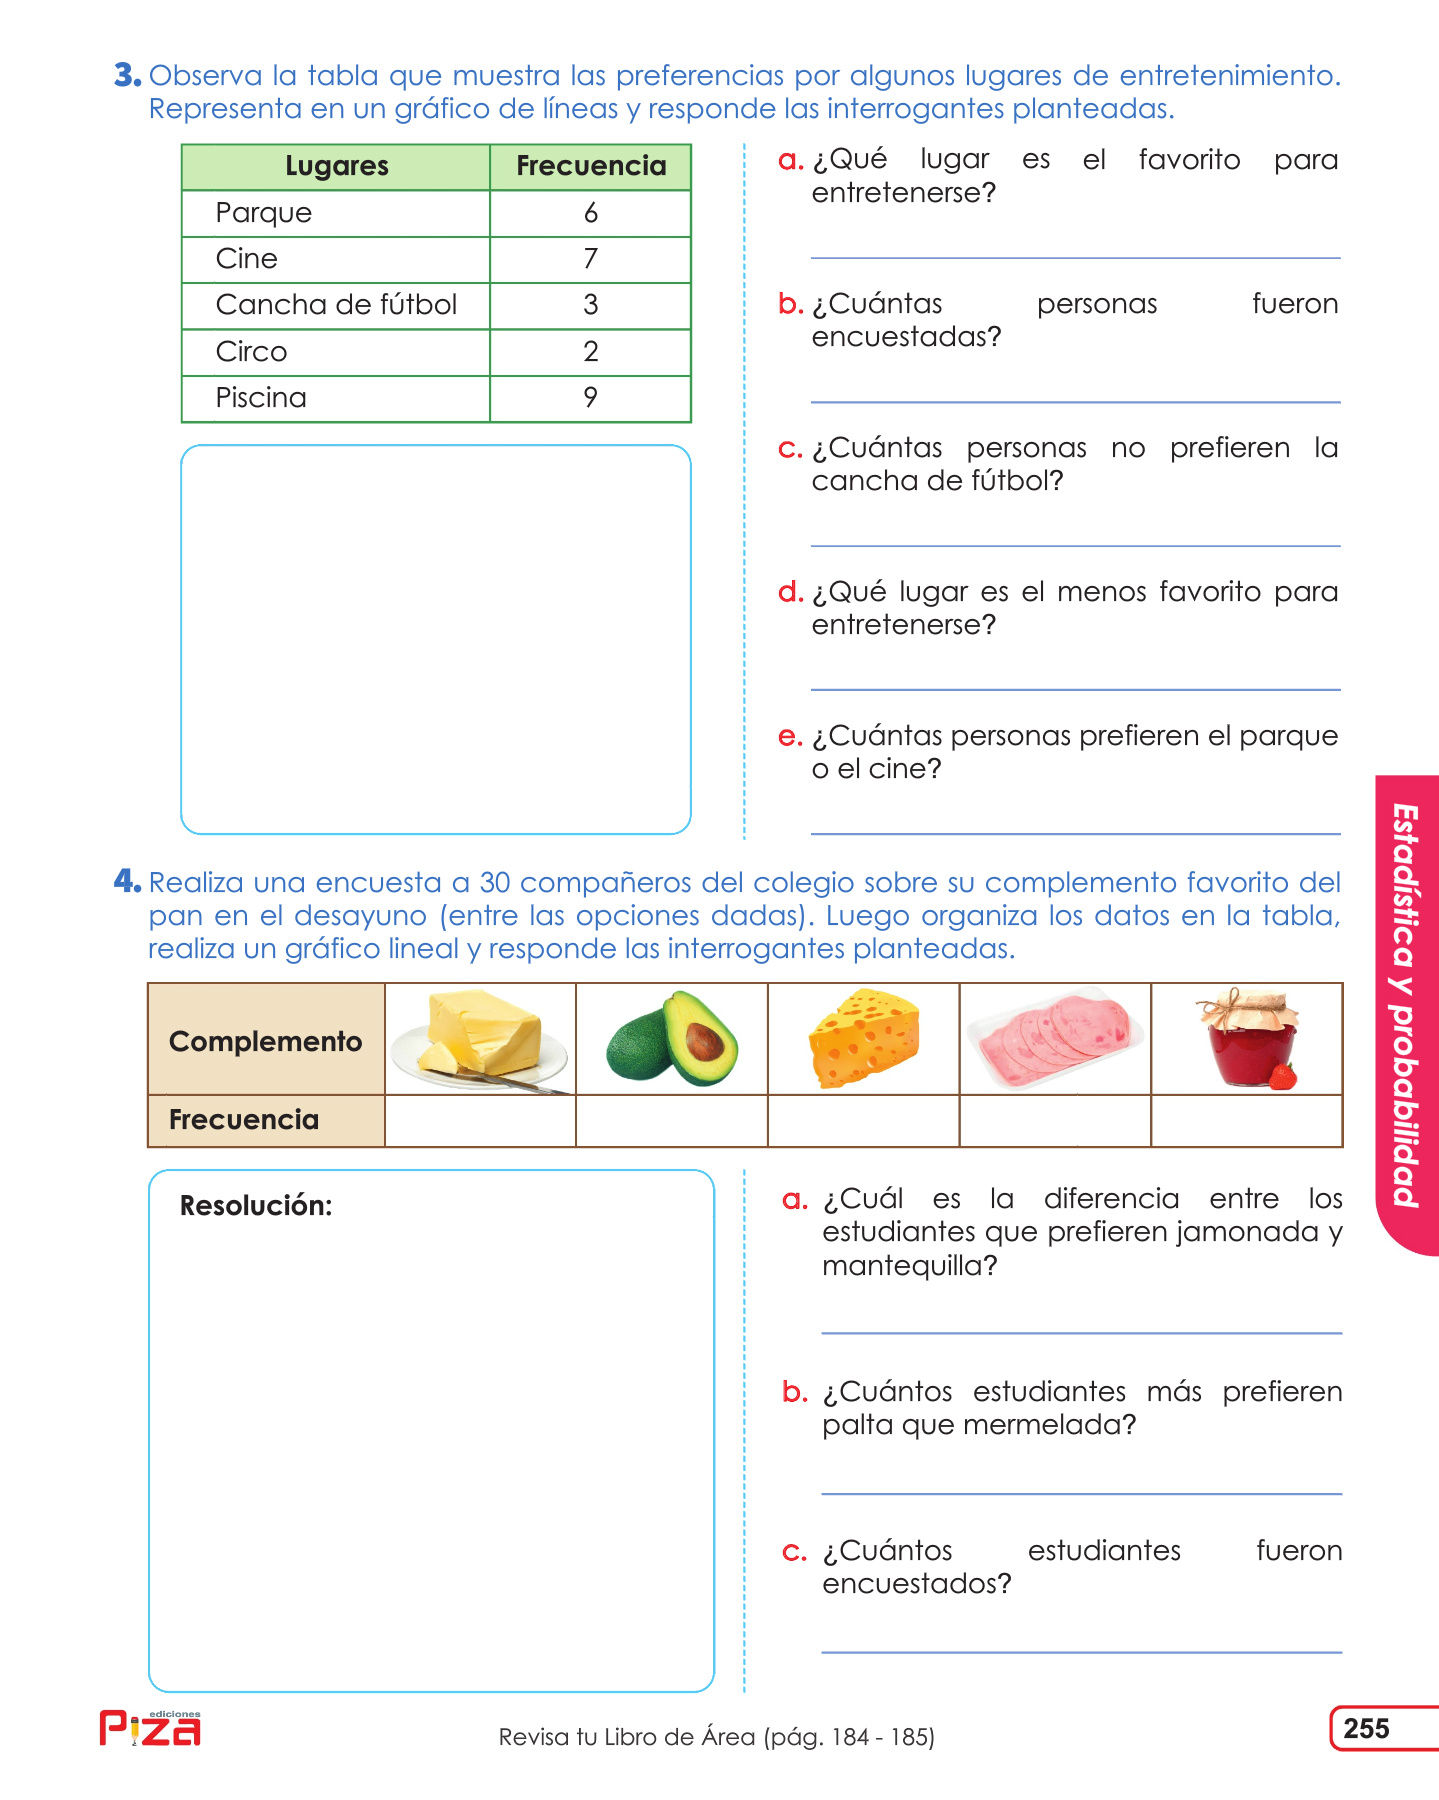 3. Observa la tabla que muestra las preferencias por algunos lugares de entretenimiento.
Representa en un gráfico de líneas y responde las interrogantes planteadas.
Lugares Frecuencia
Parque 6
Cine 7
Cancha de fútbol 3
Circo 2
Piscina 9
a. ¿Qué lugar es el favorito para
entretenerse?
b. ¿Cuántas personas fueron
encuestadas?
c. ¿Cuántas personas no prefieren la
cancha de fútbol?
d. ¿Qué lugar es el menos favorito para
entretenerse?
e. ¿Cuántas personas prefieren el parque
o el cine?
4. Realiza una encuesta a 30 compañeros del colegio sobre su complemento favorito del
pan en el desayuno (entre las opciones dadas). Luego organiza los datos en la tabla,
realiza un gráfico lineal y responde las interrogantes planteadas.
Complemento
Frecuencia
Resolución:
a. ¿Cuál es la diferencia entre los
estudiantes que prefieren jamonada y
mantequilla?
b. ¿Cuántos estudiantes más prefieren
palta que mermelada?
c. ¿Cuántos estudiantes fueron
encuestados?
Estadística y probabilidad
ediciones
Piza
Revisa tu Libro de Área (pág. 184 - 185)
255